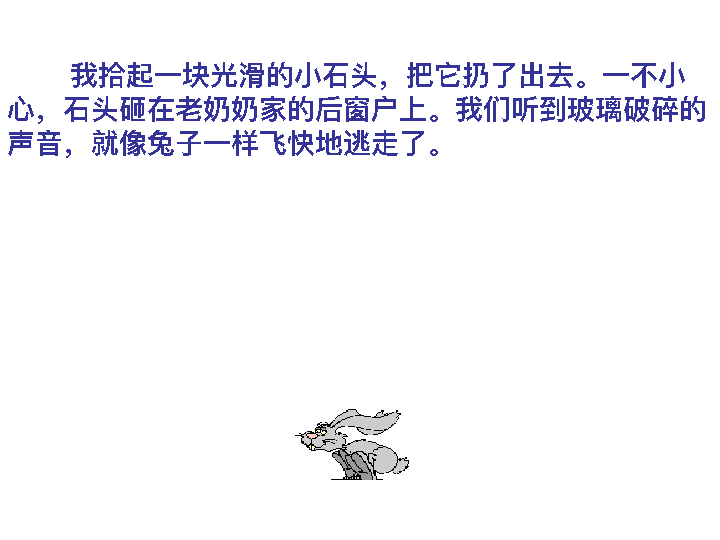 我拾起一块光滑的小石头，把它扔了出去。一不小
心，石头砸在老奶奶家的后窗户上。我们听到玻璃破碎的
声音，就像兔子一样飞快地逃走了。